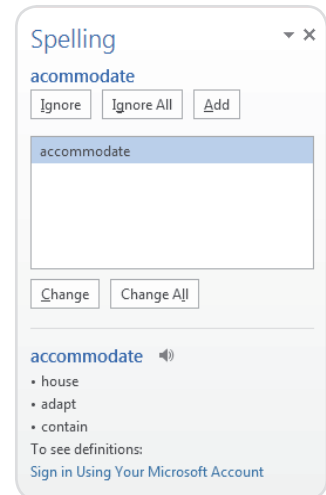 Spelling
acommodate
Ignore Ignore All Add
accommodate
Change Change All
accommodate
• house
• adapt
• contain
To see definitions:
Sign in Using Your Microsoft Account